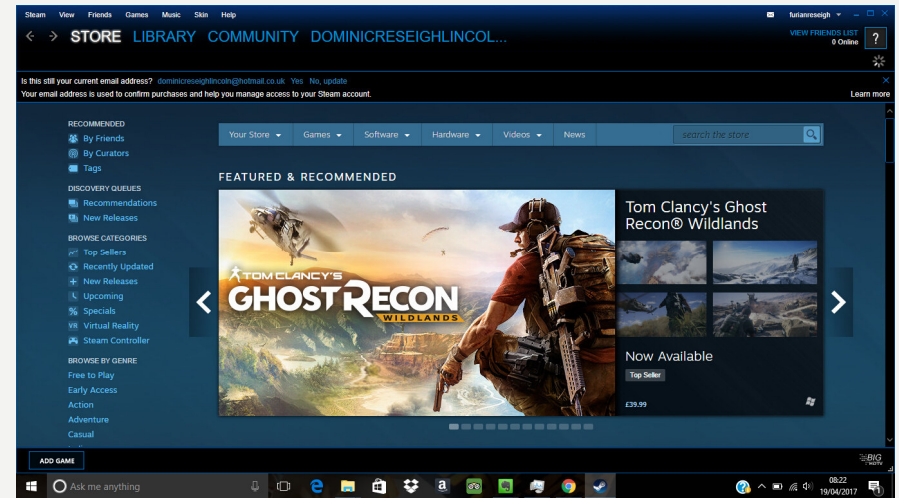 Steam View Friends Games Music Skin Help
furianreseigh
STORE LIBRARY COMMUNITY DOMINICRESEIGHLINCOL...
VIEW FRIENDS LIST
0 Online
?
Is this still your current email address? dominicreseighlincoln@hotmail.co.uk Yes No, update
Your email address is used to confirm purchases and help you manage access to your Steam account.
Learn more
RECOMMENDED
By Friends
By Curators
Tags
DISCOVERY QUEUES
Recommendations
New Releases
BROWSE CATEGORIES
Top Sellers
Recently Updated
New Releases
Upcoming
Specials
VR Virtual Reality
Steam Controller
BROWSE BY GENRE
Free to Play
Early Access
Action
Adventure
Casual
Your Store Games Software Hardware Videos News
search the store
FEATURED & RECOMMENDED
TOM CLANCY'S
GHOST RECON
WILDLANDS
Tom Clancy's Ghost
Recon® Wildlands
Now Available
Top Seller
£39.99
ADD GAME
BIG
Ask me anything
a
08:22
19/04/2017